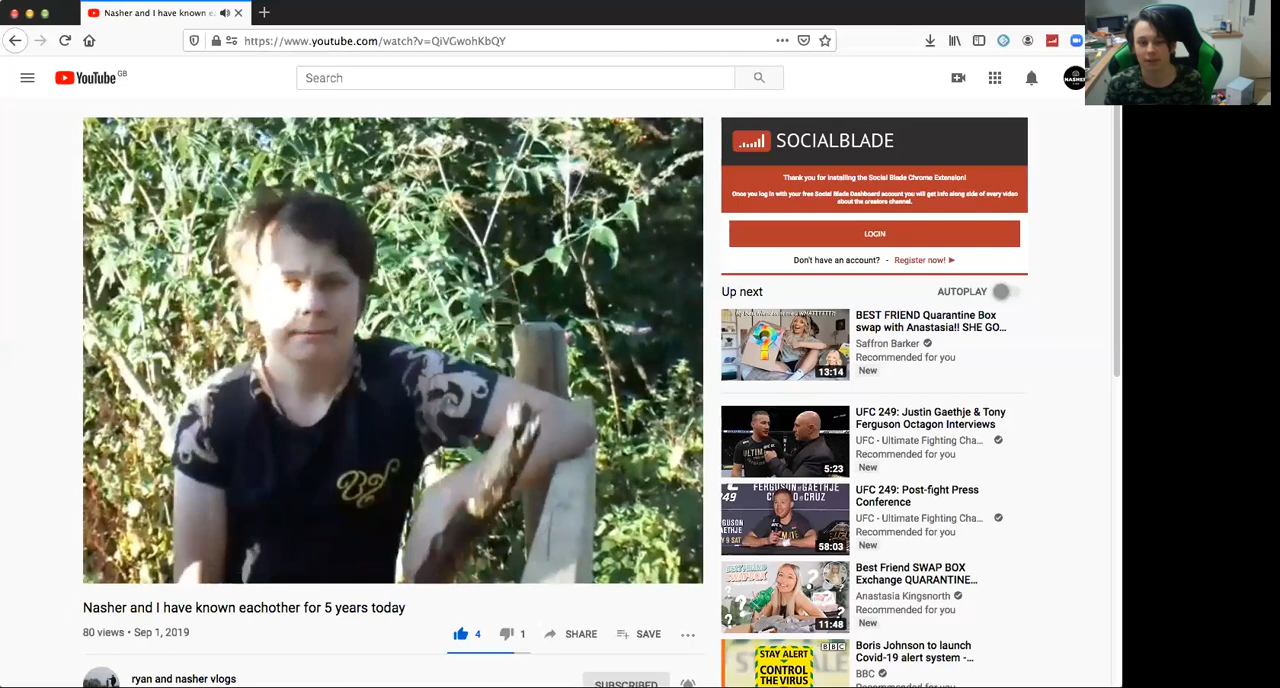 Nasher and I have known e
https://www.youtube.com/watch?v=QiVGwohKbQY
YouTube GB
Search
NASHER
SOCIALBLADE
Thank you for installing the Social Blade Chrome Extension!
Once you log in with your free Social Blade Dashboard account you will get info along side of every video
about the creators channel.
LOGIN
Don't have an account? - Register now!
Up next
AUTOPLAY
13:14
BEST FRIEND Quarantine Box
swap with Anastasia!! SHE GO...
Saffron Barker
Recommended for you
New
5:23
UFC 249: Justin Gaethje & Tony
Ferguson Octagon Interviews
UFC - Ultimate Fighting Cha...
Recommended for you
New
58:03
UFC 249: Post-fight Press
Conference
UFC - Ultimate Fighting Cha...
Recommended for you
New
11:48
Best Friend SWAP BOX
Exchange QUARANTINE...
Anastasia Kingsnorth
Recommended for you
New
BBC
STAY ALERT
CONTROL
THE VIRUS
Boris Johnson to launch
Covid-19 alert system -...
BBC
Recommended for you
Nasher and I have known eachother for 5 years today
80 views • Sep 1, 2019
4
1
SHARE
SAVE
ryan and nasher vlogs
SUBSCRIBED